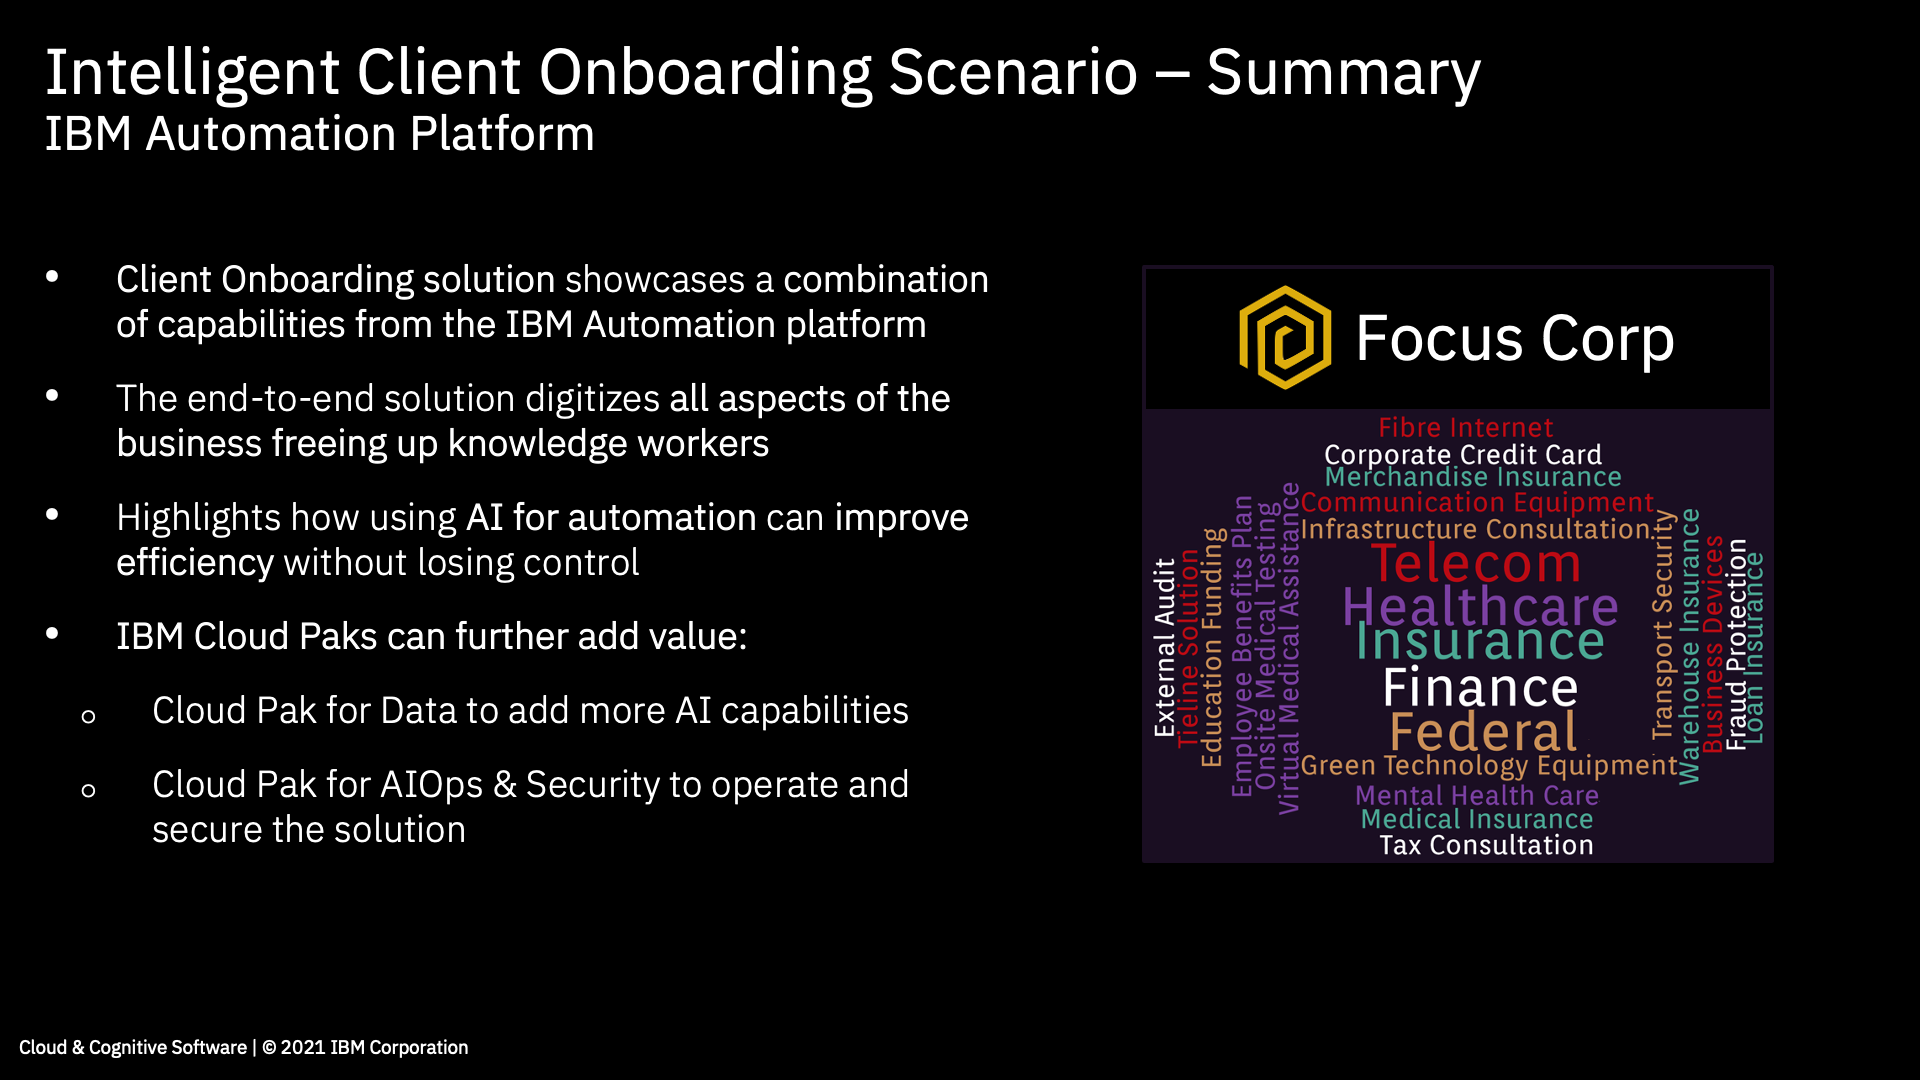 Intelligent Client Onboarding Scenario – Summary
IBM Automation Platform
• Client Onboarding solution showcases a combination
of capabilities from the IBM Automation platform
• The end-to-end solution digitizes all aspects of the
business freeing up knowledge workers
• Highlights how using AI for automation can improve
efficiency without losing control
• IBM Cloud Paks can further add value:
o Cloud Pak for Data to add more AI capabilities
o Cloud Pak for AIOps & Security to operate and
secure the solution
Focus Corp
Fibre Internet
Corporate Credit Card
Merchandise Insurance
Communication Equipment
Infrastructure Consultation
External Audit
Tieline Solution
Education Funding
Employee Benefits Plan
Onsite Medical Testing
Virtual Medical Assistance
Telecom
Healthcare
Insurance
Finance
Federal
Transport Security
Warehouse Insurance
Business Devices
Fraud Protection
Loan Insurance
Green Technology Equipment
Mental Health Care
Medical Insurance
Tax Consultation
Cloud & Cognitive Software | © 2021 IBM Corporation